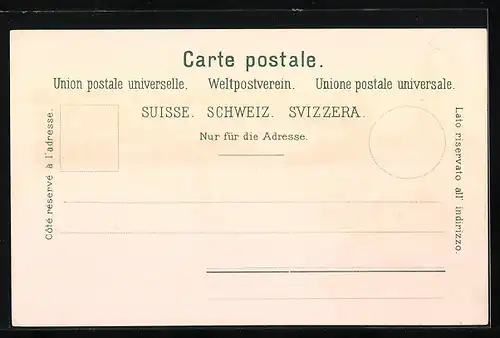 Carte postale.
Union postale universelle. Weltpostverein. Unione postale universale.
SUISSE. SCHWEIZ. SVIZZERA.
Nur für die Adresse.
Côté reservé à l'adresse.
Lato riservato all' indirizzo.